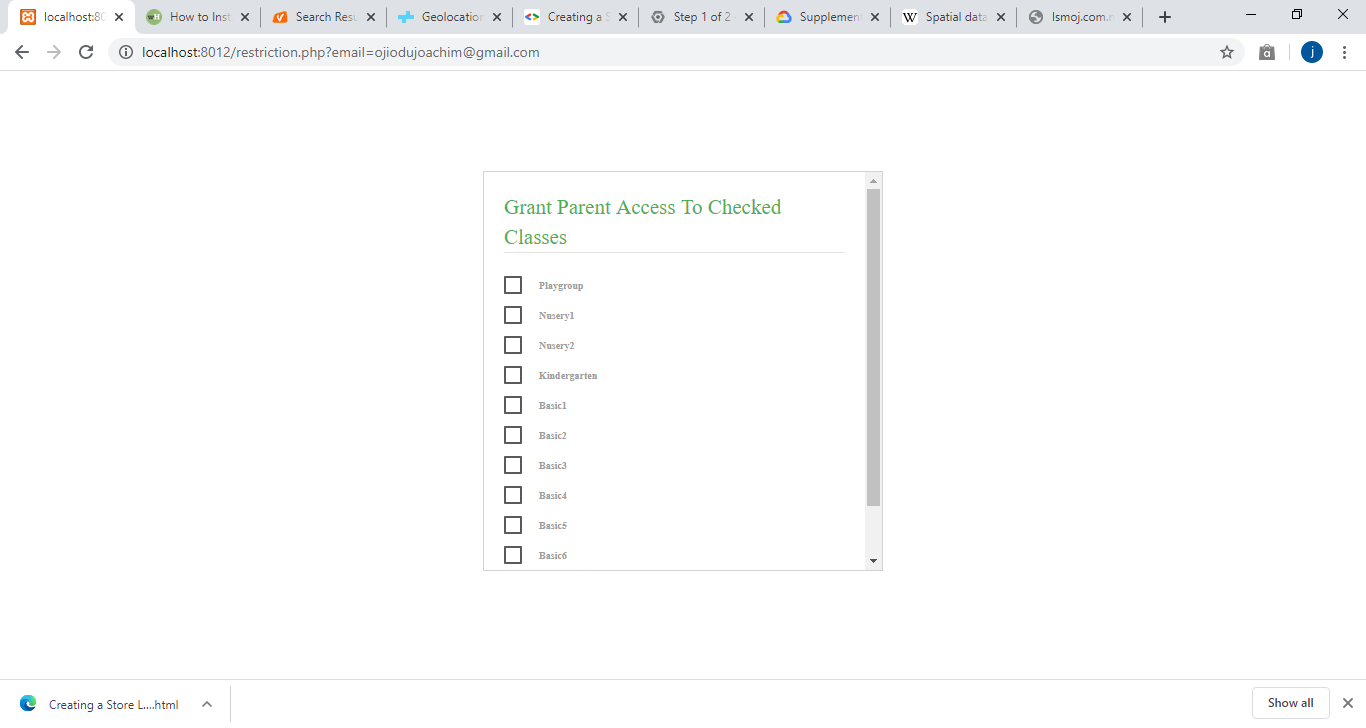 localhost:80
How to Inst
Search Resu
Geolocation
Creating a S
Step 1 of 2
Supplement
W
Spatial data
lsmoj.com.n
localhost:8012/restriction.php?email=ojiodujoachim@gmail.com
j
Grant Parent Access To Checked
Classes
Playgroup
Nusery1
Nusery2
Kindergarten
Basic1
Basic2
Basic3
Basic4
Basic5
Basic6
Creating a Store L....html
Show all